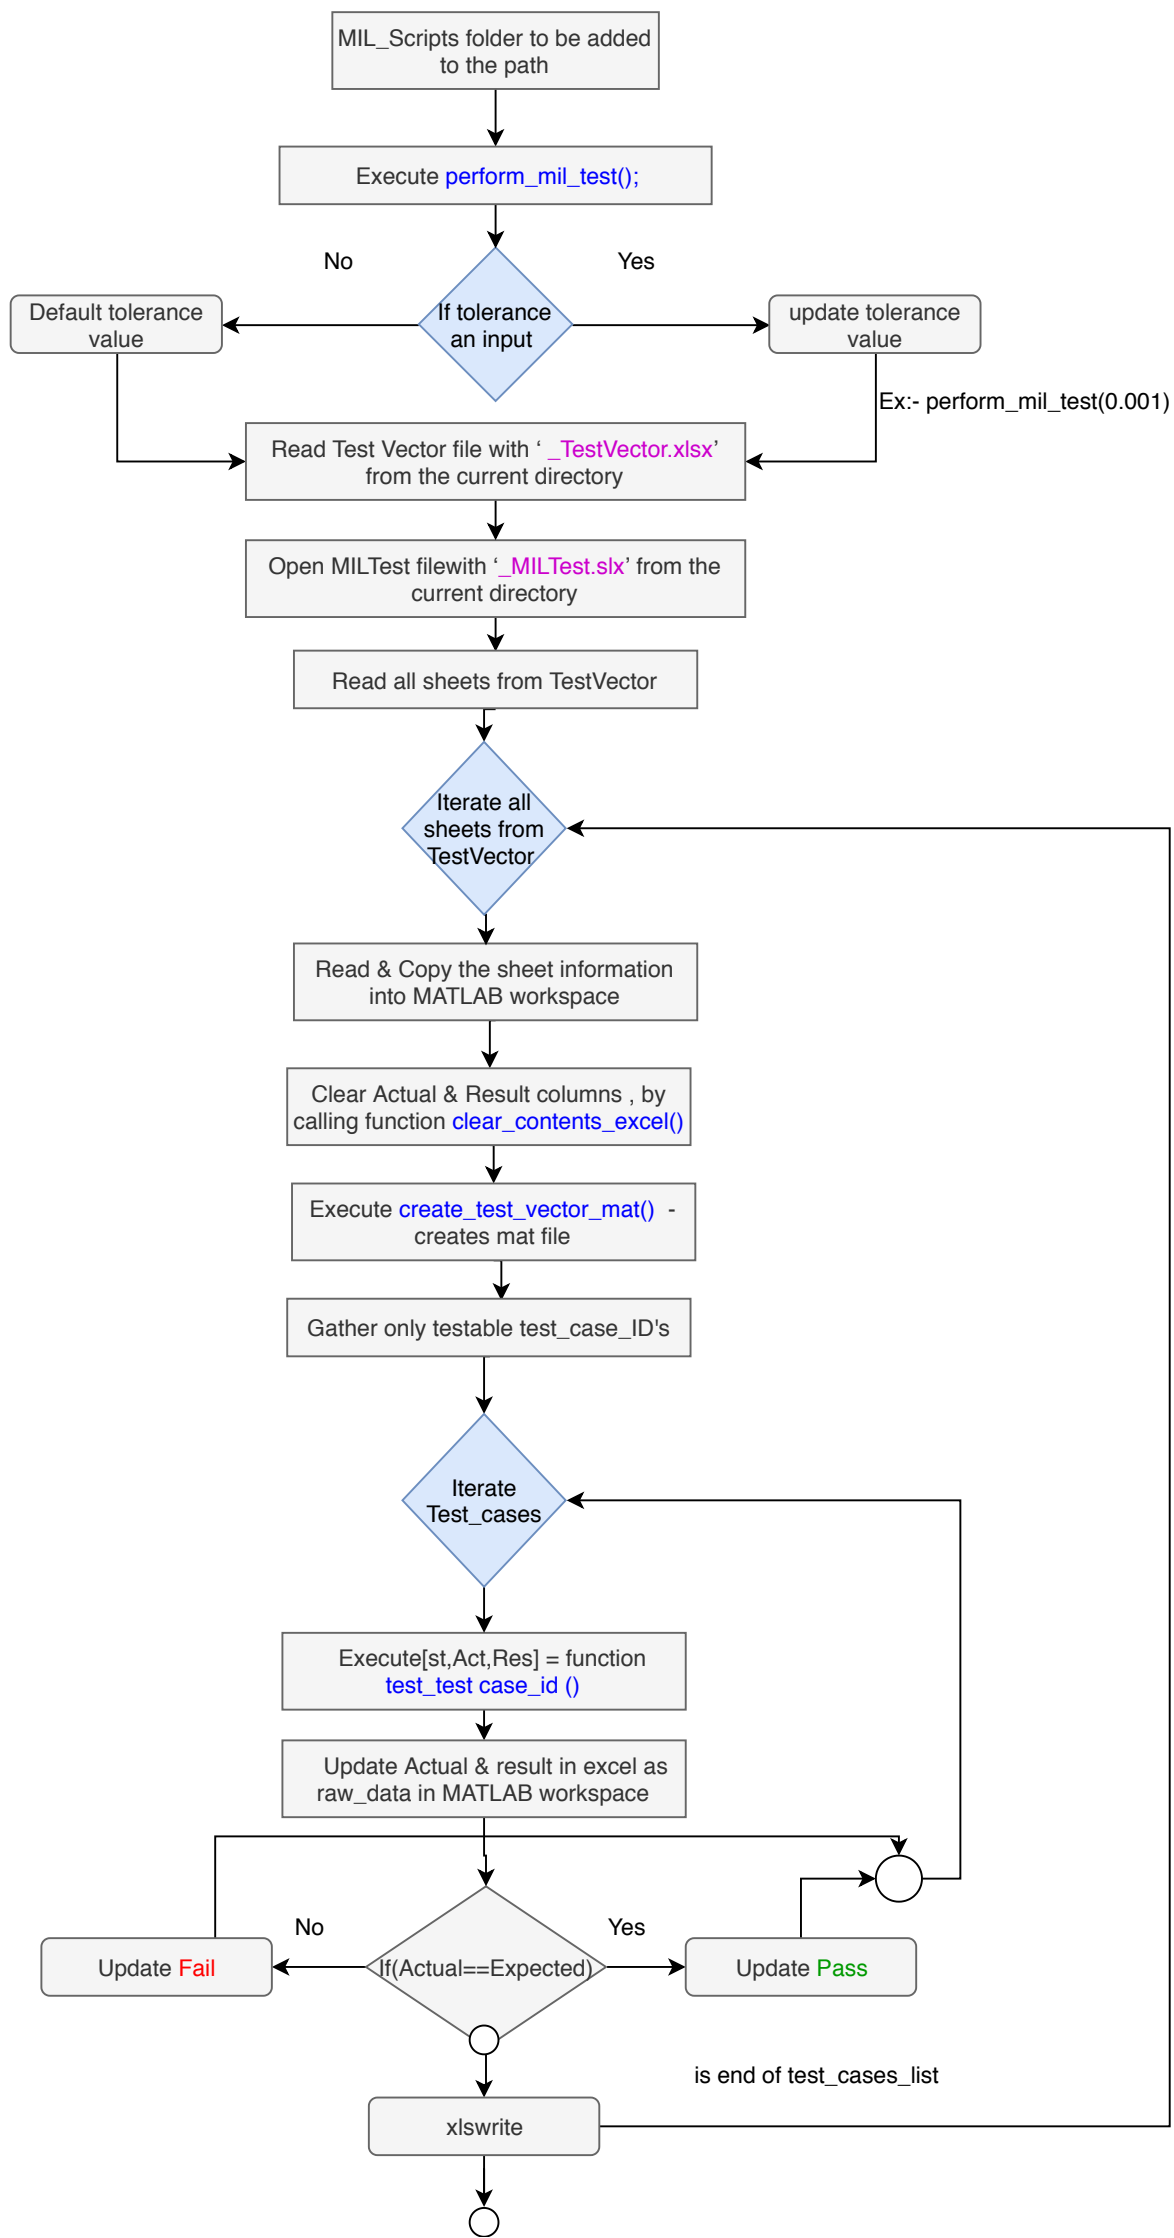 MIL_Scripts folder to be added
to the path
Execute perform_mil_test();
No
Yes
Default tolerance
value
If tolerance
an input
update tolerance
value
Ex:- perform_mil_test(0.001)
Read Test Vector file with ‘ _TestVector.xlsx’
from the current directory
Open MILTest filewith ‘_MILTest.slx’ from the
current directory
Read all sheets from TestVector
Iterate all
sheets from
TestVector
Read & Copy the sheet information
into MATLAB workspace
Clear Actual & Result columns , by
calling function clear_contents_excel()
Execute create_test_vector_mat()  -
creates mat file
Gather only testable test_case_ID's
Iterate
Test_cases
Execute[st,Act,Res] = function
test_test case_id ()
Update Actual & result in excel as
raw_data in MATLAB workspace
No
Yes
Update Fail
If(Actual==Expected)
Update Pass
is end of test_cases_list
xlswrite